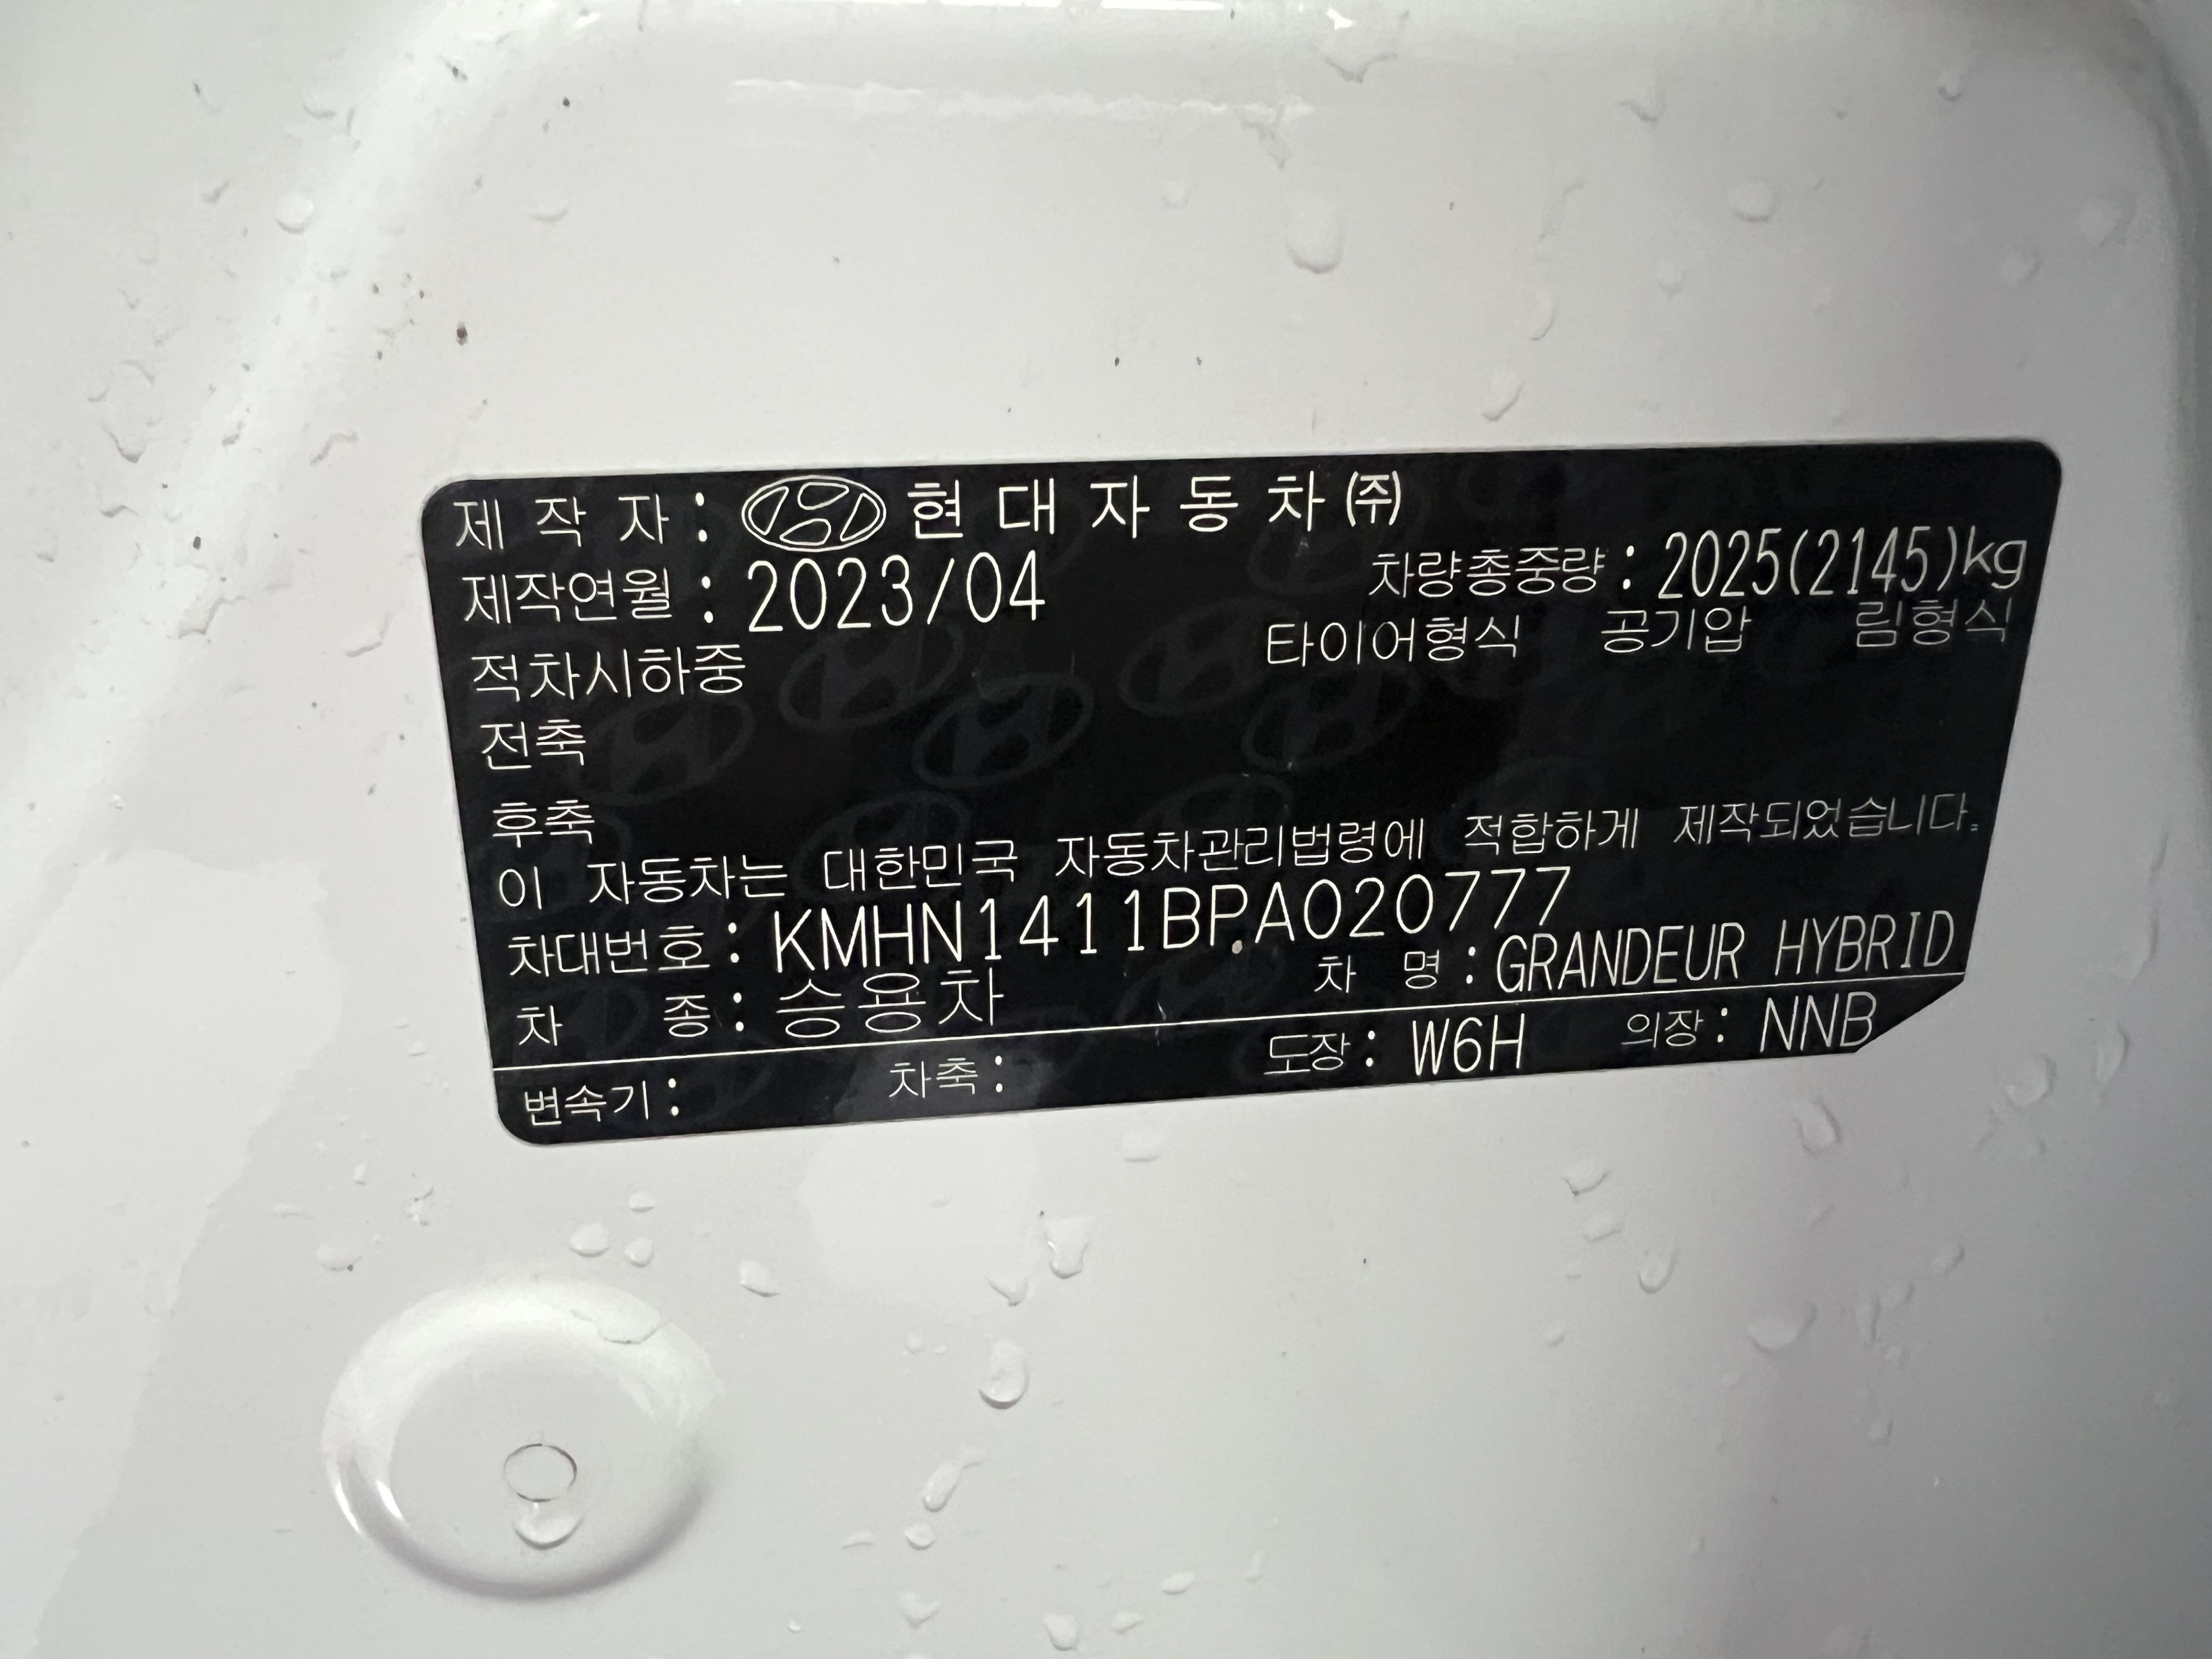 제 작 자 : 현 대 자 동 차 ㈜
제작연월 : 2023/04 차량총중량 : 2025(2145)kg
적차시하중 타이어형식 공기압 림형식
전축
후축
이 자동차는 대한민국 자동차관리법령에 적합하게 제작되었습니다.
차대번호 : KMHN1411BPA020777
차 종 : 승용차 차 명 : GRANDEUR HYBRID
변속기 : 차축 : 도장 : W6H 의장 : NNB